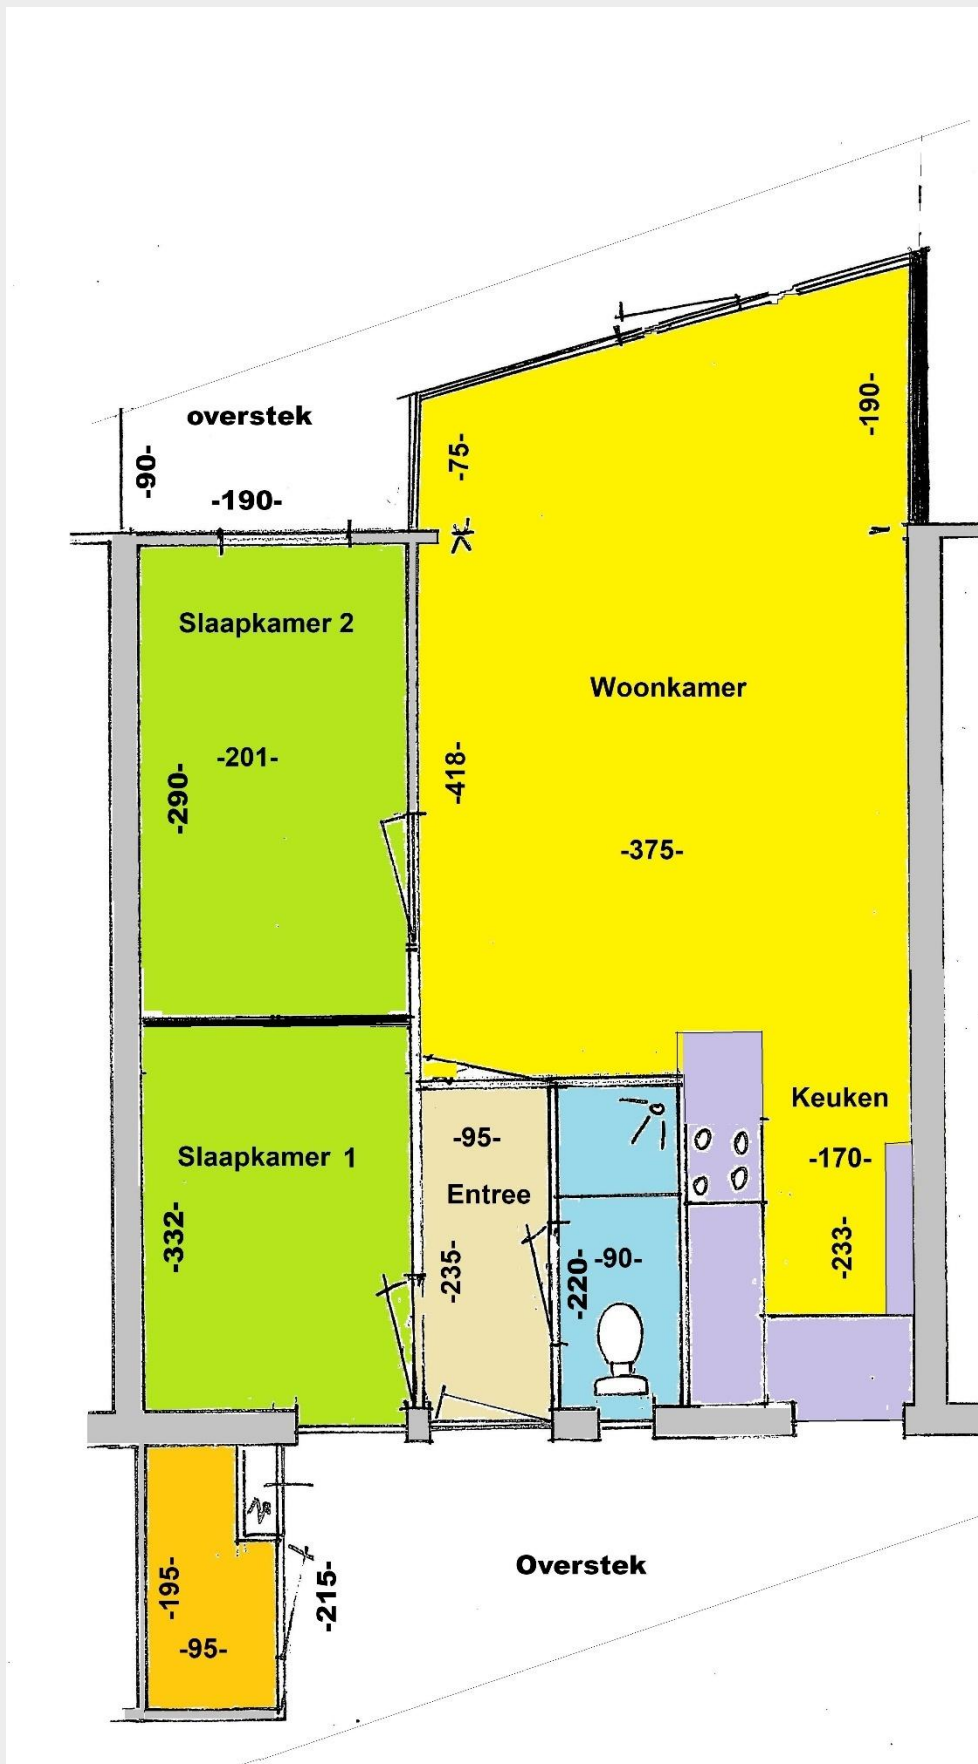 overstek
-90-
-190-
-75-
-190-
Slaapkamer 2
-201-
-290-
Woonkamer
-418-
-375-
Slaapkamer 1
-332-
-95-
Entree
-235-
-220-
-90-
Keuken
-170-
-233-
-195-
-95-
-215-
Overstek